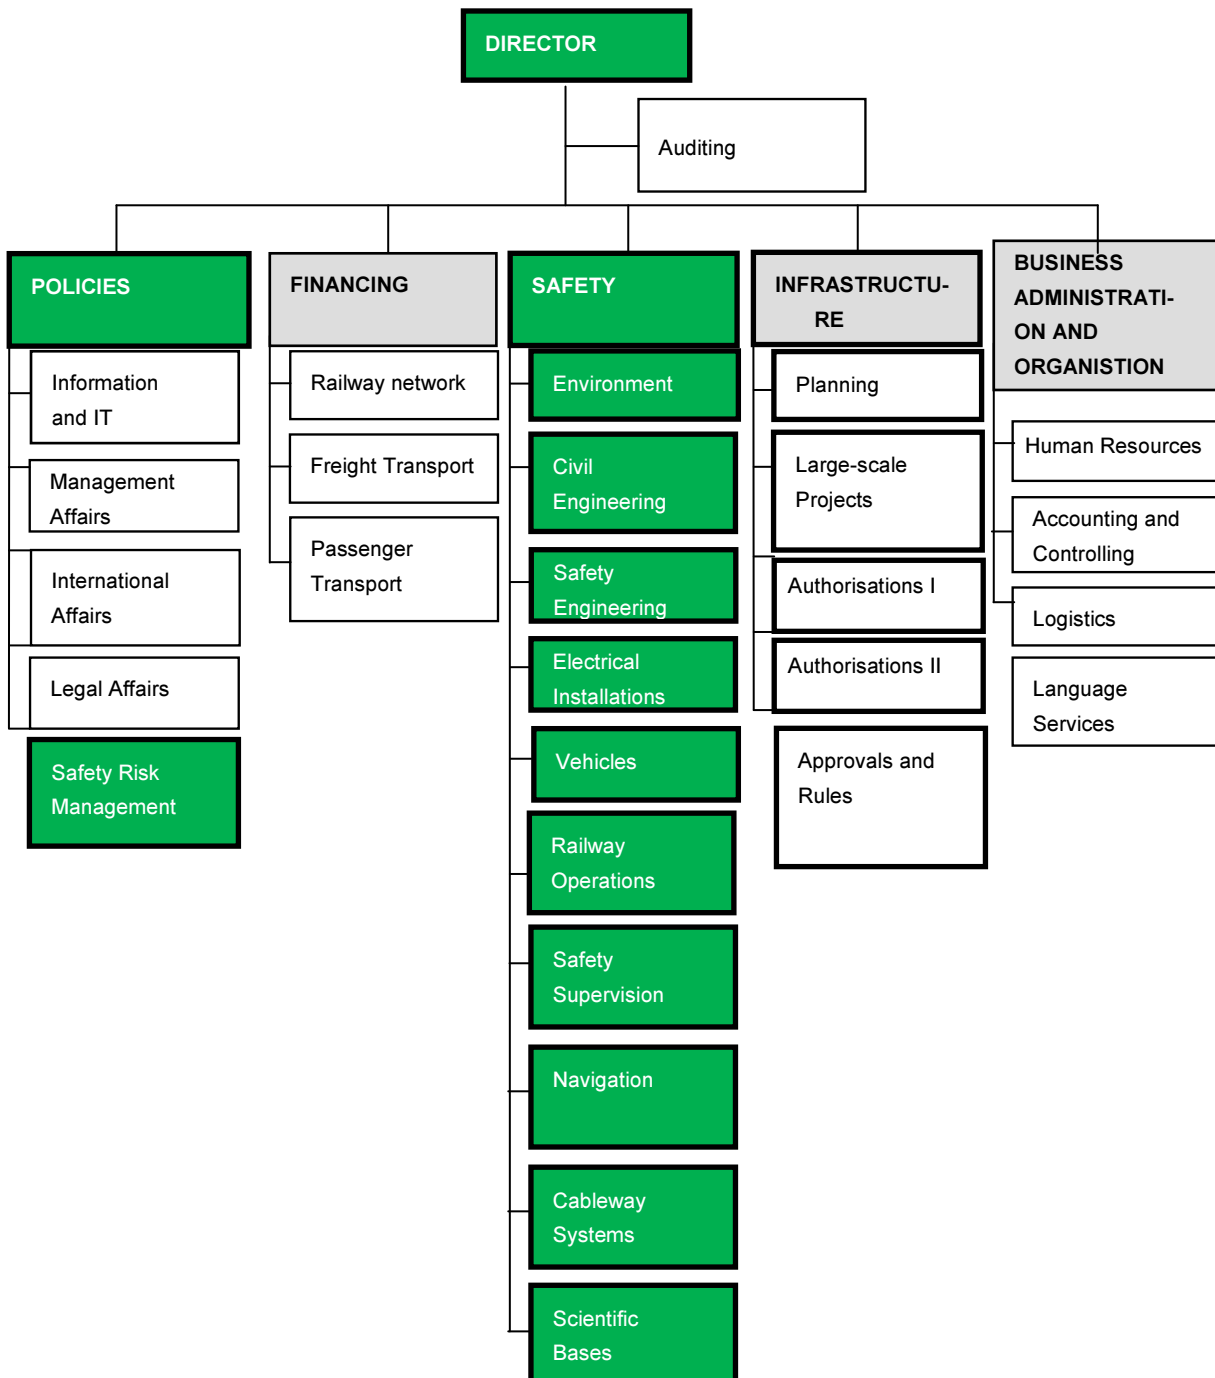 DIRECTOR
Auditing
POLICIES
Information
and IT
Management
Affairs
International
Affairs
Legal Affairs
Safety Risk
Management
FINANCING
Railway network
Freight Transport
Passenger
Transport
SAFETY
Environment
Civil
Engineering
Safety
Engineering
Electrical
Installations
Vehicles
Railway
Operations
Safety
Supervision
Navigation
Cableway
Systems
Scientific
Bases
INFRASTRUCTU-
RE
Planning
Large-scale
Projects
Authorisations I
Authorisations II
Approvals and
Rules
BUSINESS
ADMINISTRATI-
ON AND
ORGANISTION
Human Resources
Accounting and
Controlling
Logistics
Language
Services